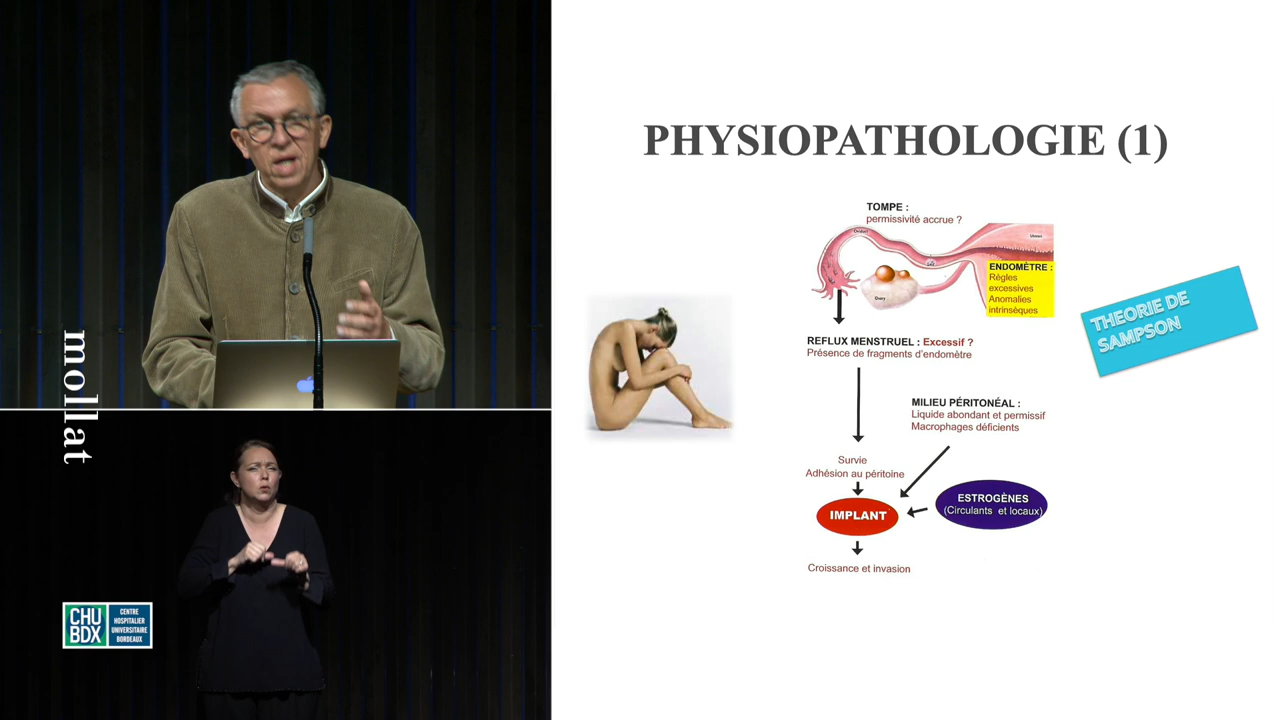 PHYSIOPATHOLOGIE (1)
TOMPE :
permissivité accrue ?
Uteri
ENDOMÈTRE :
Règles
excessives
Anomalies
intrinsèques
Ovary
THEORIE DE
SAMPSON
REFLUX MENSTRUEL : Excessif ?
Présence de fragments d'endomètre
MILIEU PÉRITONÉAL :
Liquide abondant et permissif
Macrophages déficients
Survie
Adhésion au péritoine
IMPLANT
ESTROGÈNES
(Circulants et locaux)
Croissance et invasion
mollat
CHU
BDX
CENTRE
HOSPITALIER
UNIVERSITAIRE
BORDEAUX